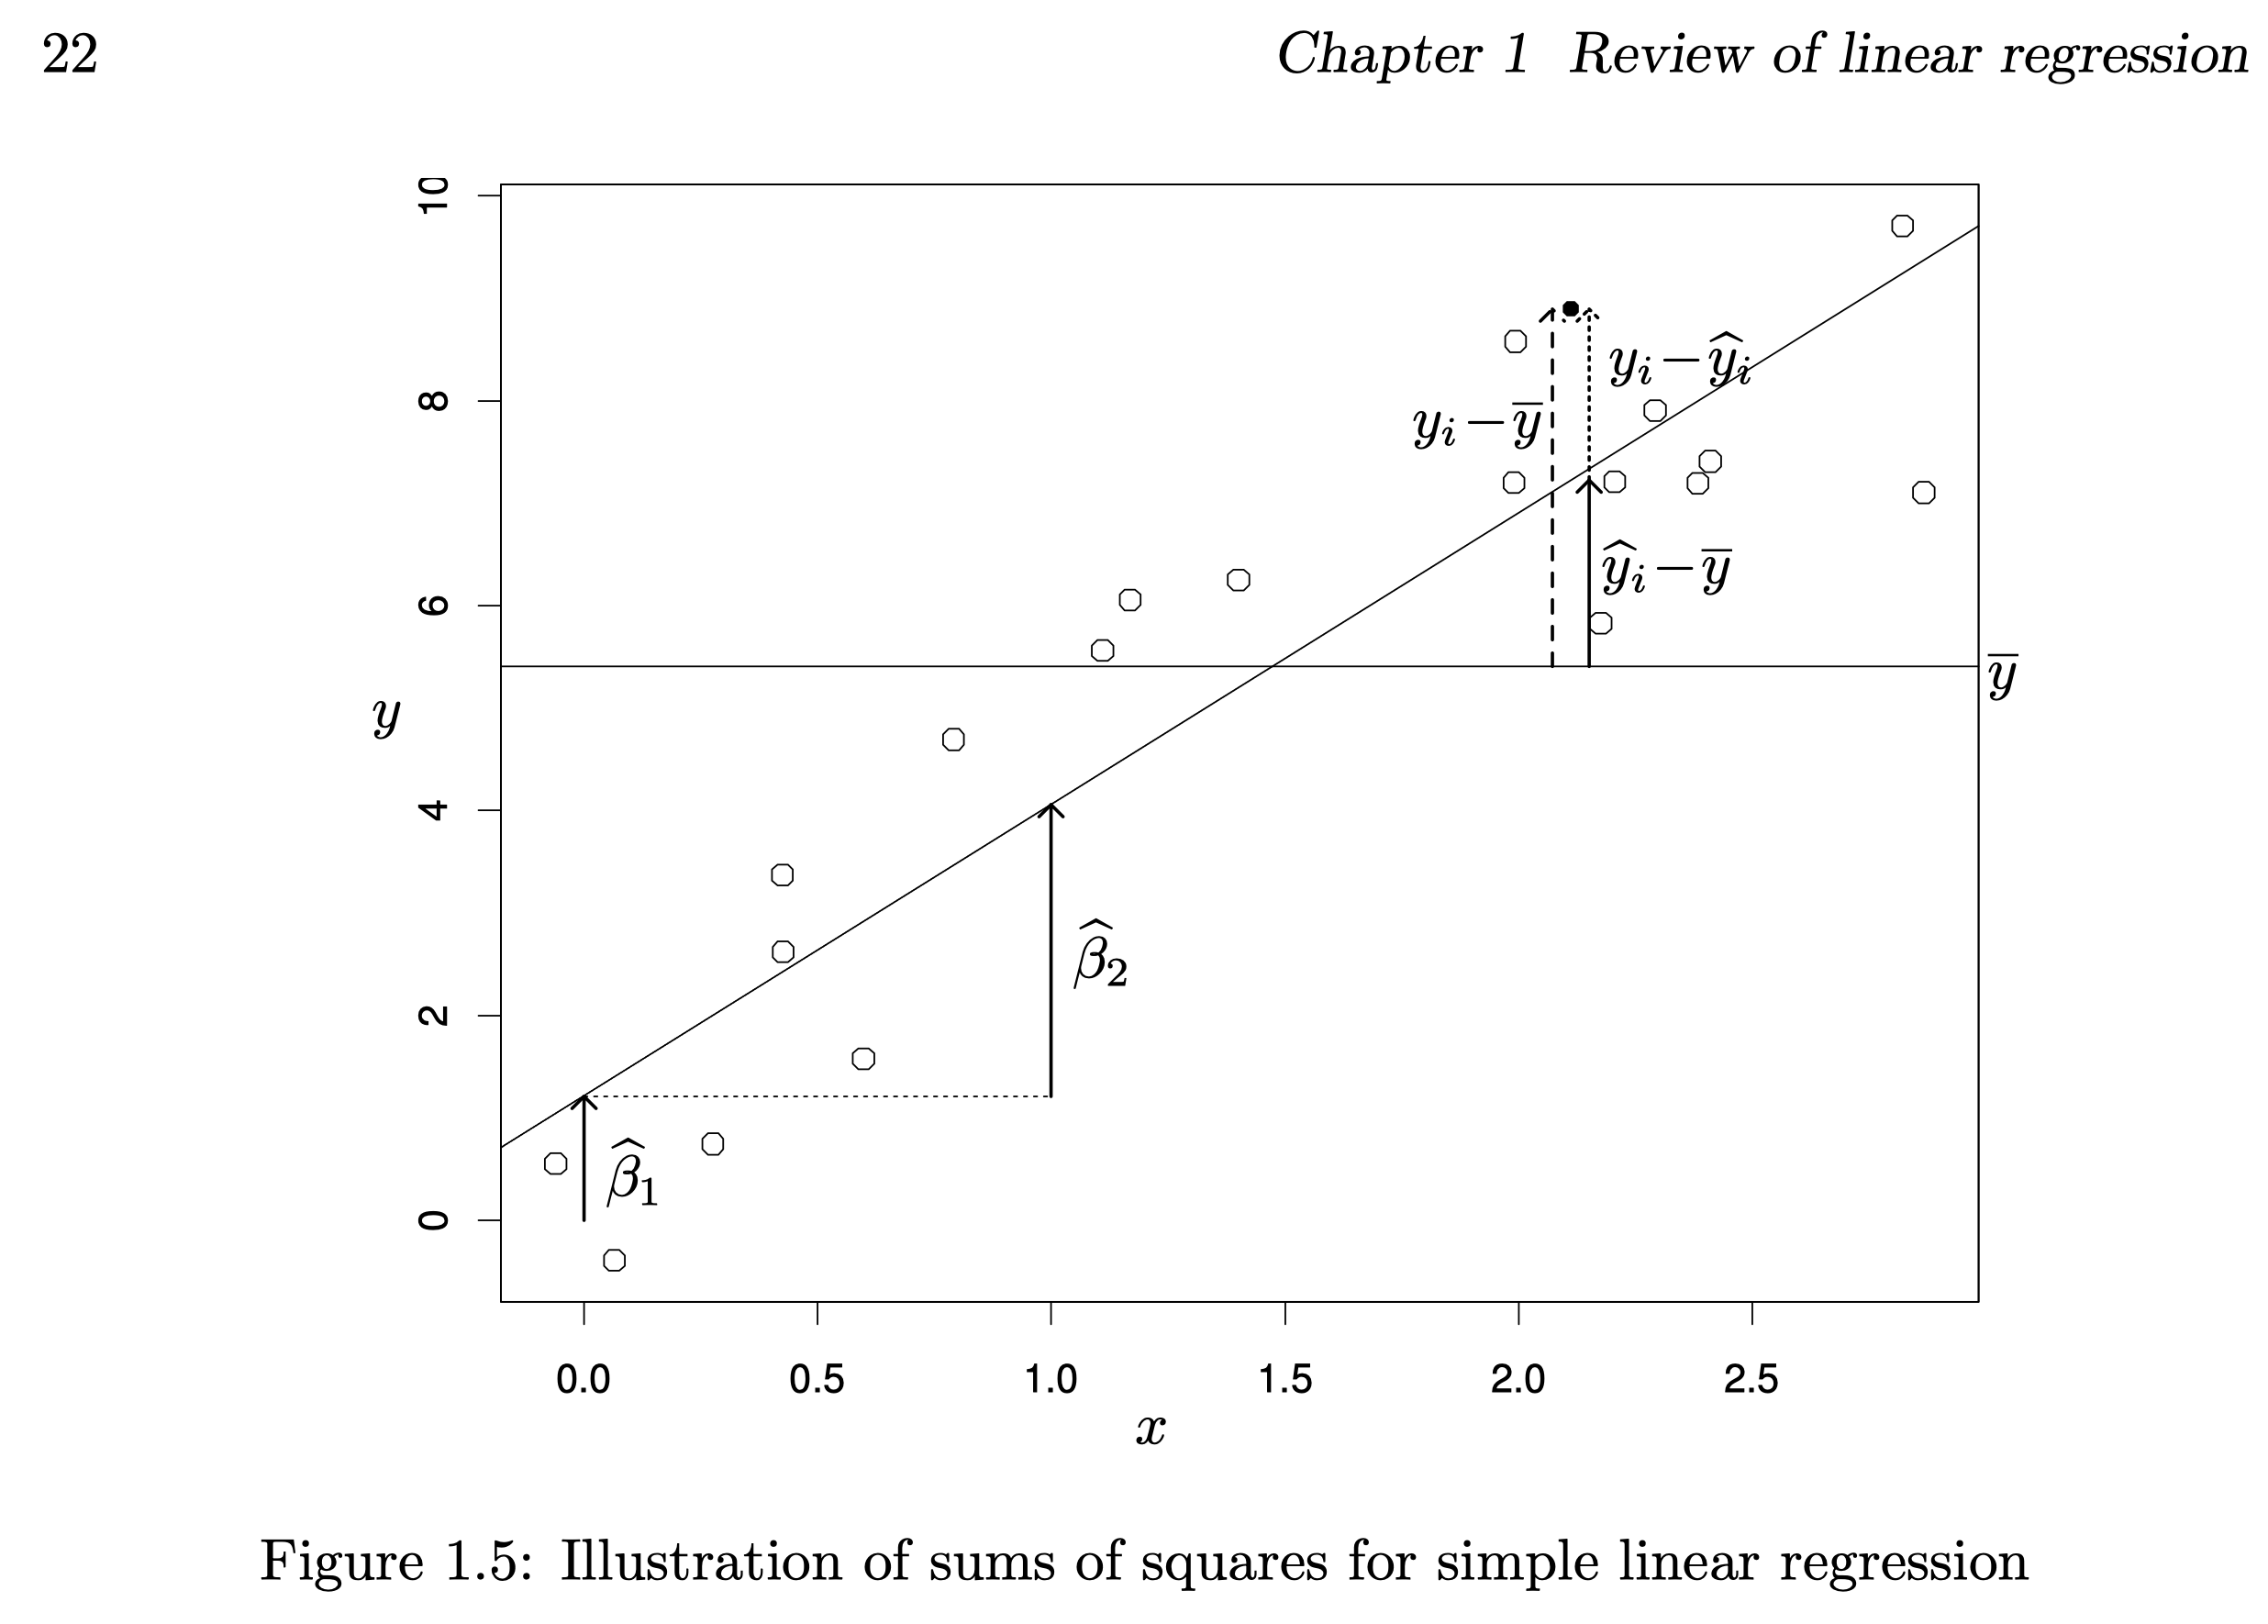 22 Chapter 1 Review of linear regression
10
8
6
4
2
0
y
y_i − ŷ_i
y_i − ȳ
ŷ_i − ȳ
ȳ
β̂_2
β̂_1
0.0 0.5 1.0 1.5 2.0 2.5
x
Figure 1.5: Illustration of sums of squares for simple linear regression